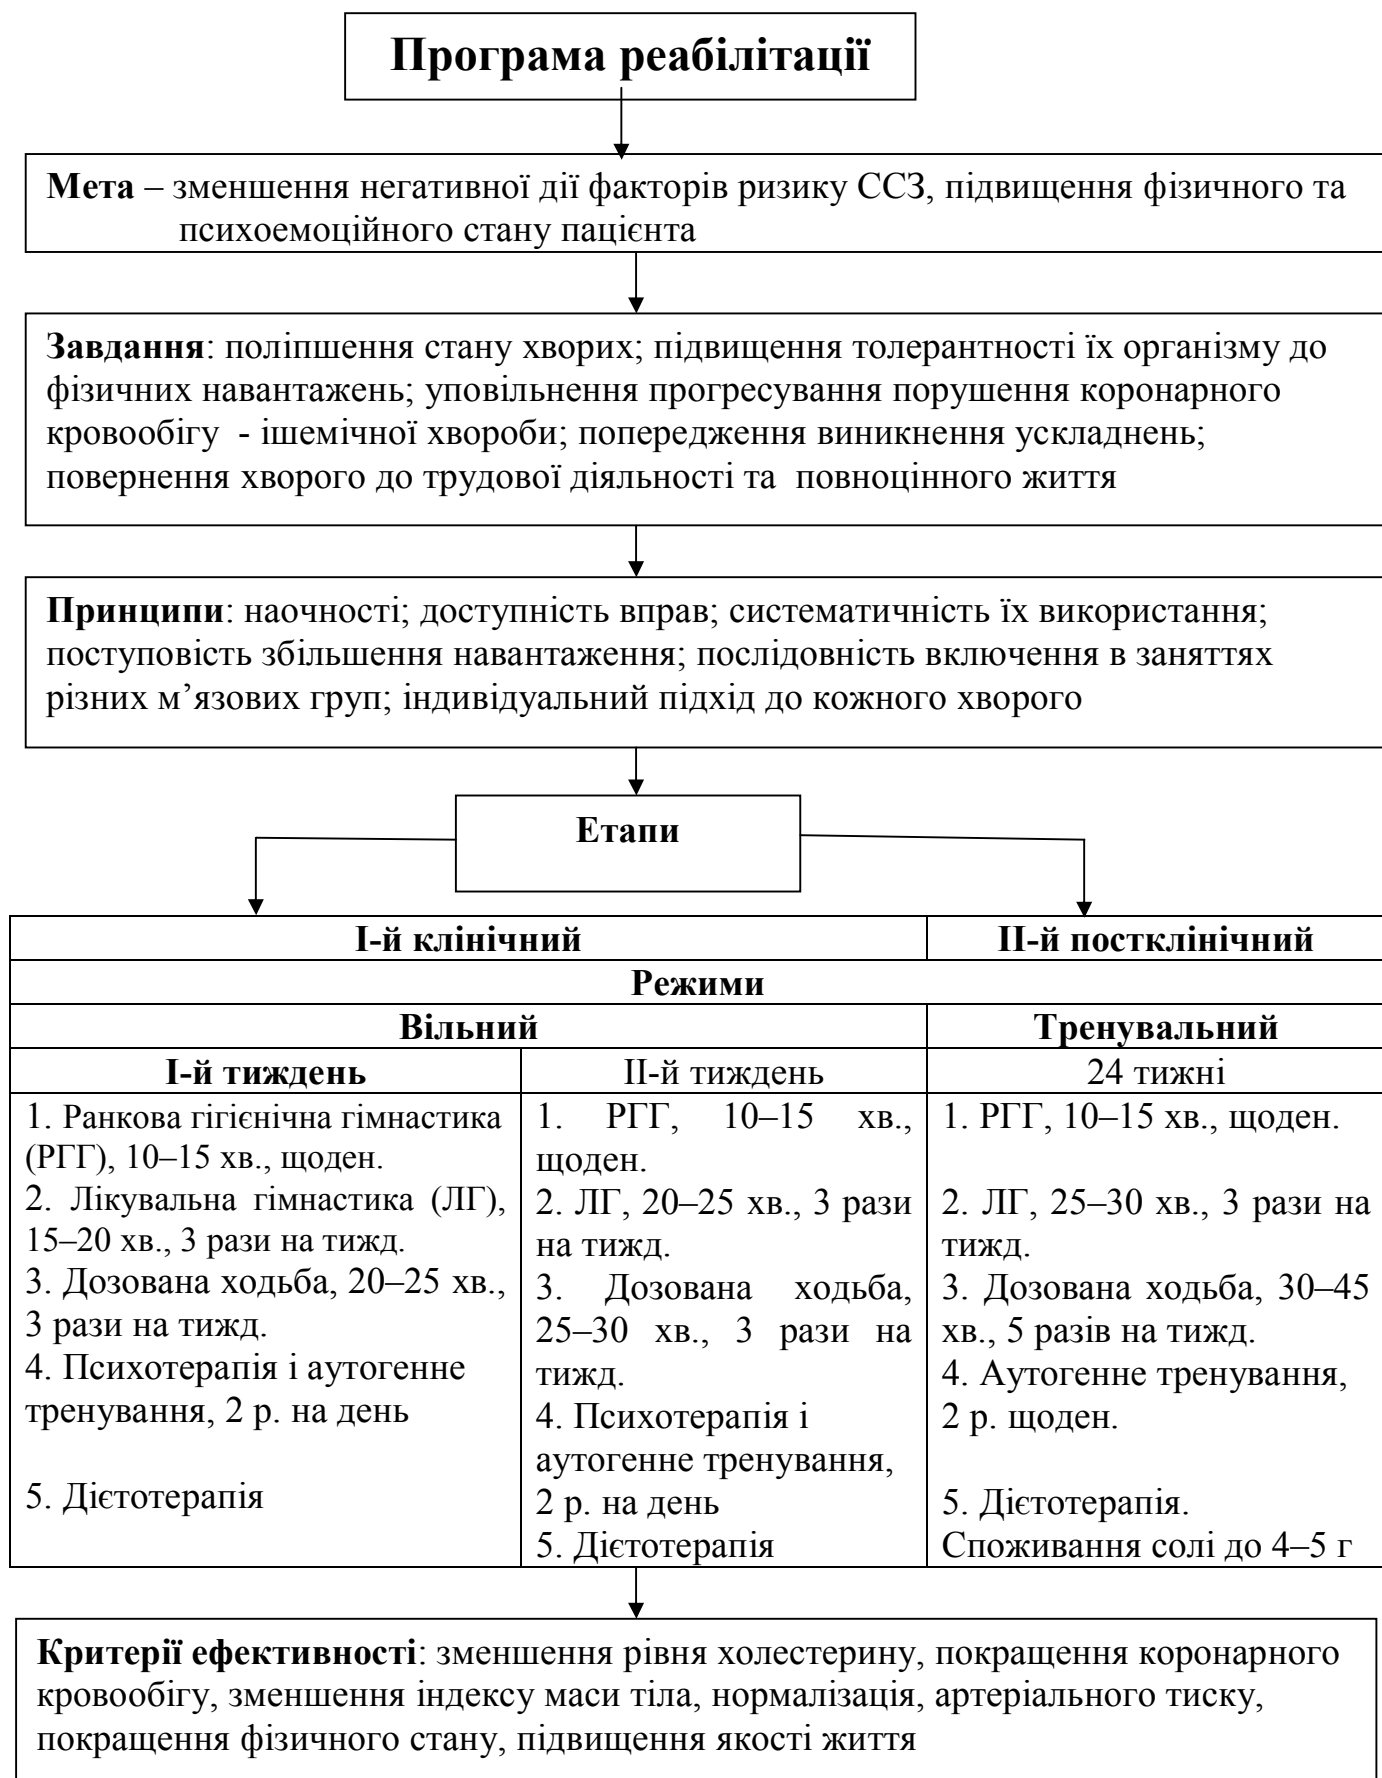 Програма реабілітації
Мета – зменшення негативної дії факторів ризику ССЗ, підвищення фізичного та
психоемоційного стану пацієнта
Завдання: поліпшення стану хворих; підвищення толерантності їх організму до
фізичних навантажень; уповільнення прогресування порушення коронарного
кровообігу - ішемічної хвороби; попередження виникнення ускладнень;
повернення хворого до трудової діяльності та повноцінного життя
Принципи: наочності; доступність вправ; систематичність їх використання;
поступовість збільшення навантаження; послідовність включення в заняттях
різних м’язових груп; індивідуальний підхід до кожного хворого
Етапи
І-й клінічний
ІІ-й постклінічний
Режими
Вільний
Тренувальний
І-й тиждень
ІІ-й тиждень
24 тижні
1. Ранкова гігієнічна гімнастика
(РГГ), 10–15 хв., щоден.
2. Лікувальна гімнастика (ЛГ),
15–20 хв., 3 рази на тижд.
3. Дозована ходьба, 20–25 хв.,
3 рази на тижд.
4. Психотерапія і аутогенне
тренування, 2 р. на день
5. Дієтотерапія
1. РГГ, 10–15 хв.,
щоден.
2. ЛГ, 20–25 хв., 3 рази
на тижд.
3. Дозована ходьба,
25–30 хв., 3 рази на
тижд.
4. Психотерапія і
аутогенне тренування,
2 р. на день
5. Дієтотерапія
1. РГГ, 10–15 хв., щоден.
2. ЛГ, 25–30 хв., 3 рази на
тижд.
3. Дозована ходьба, 30–45
хв., 5 разів на тижд.
4. Аутогенне тренування,
2 р. щоден.
5. Дієтотерапія.
Споживання солі до 4–5 г
Критерії ефективності: зменшення рівня холестерину, покращення коронарного
кровообігу, зменшення індексу маси тіла, нормалізація, артеріального тиску,
покращення фізичного стану, підвищення якості життя